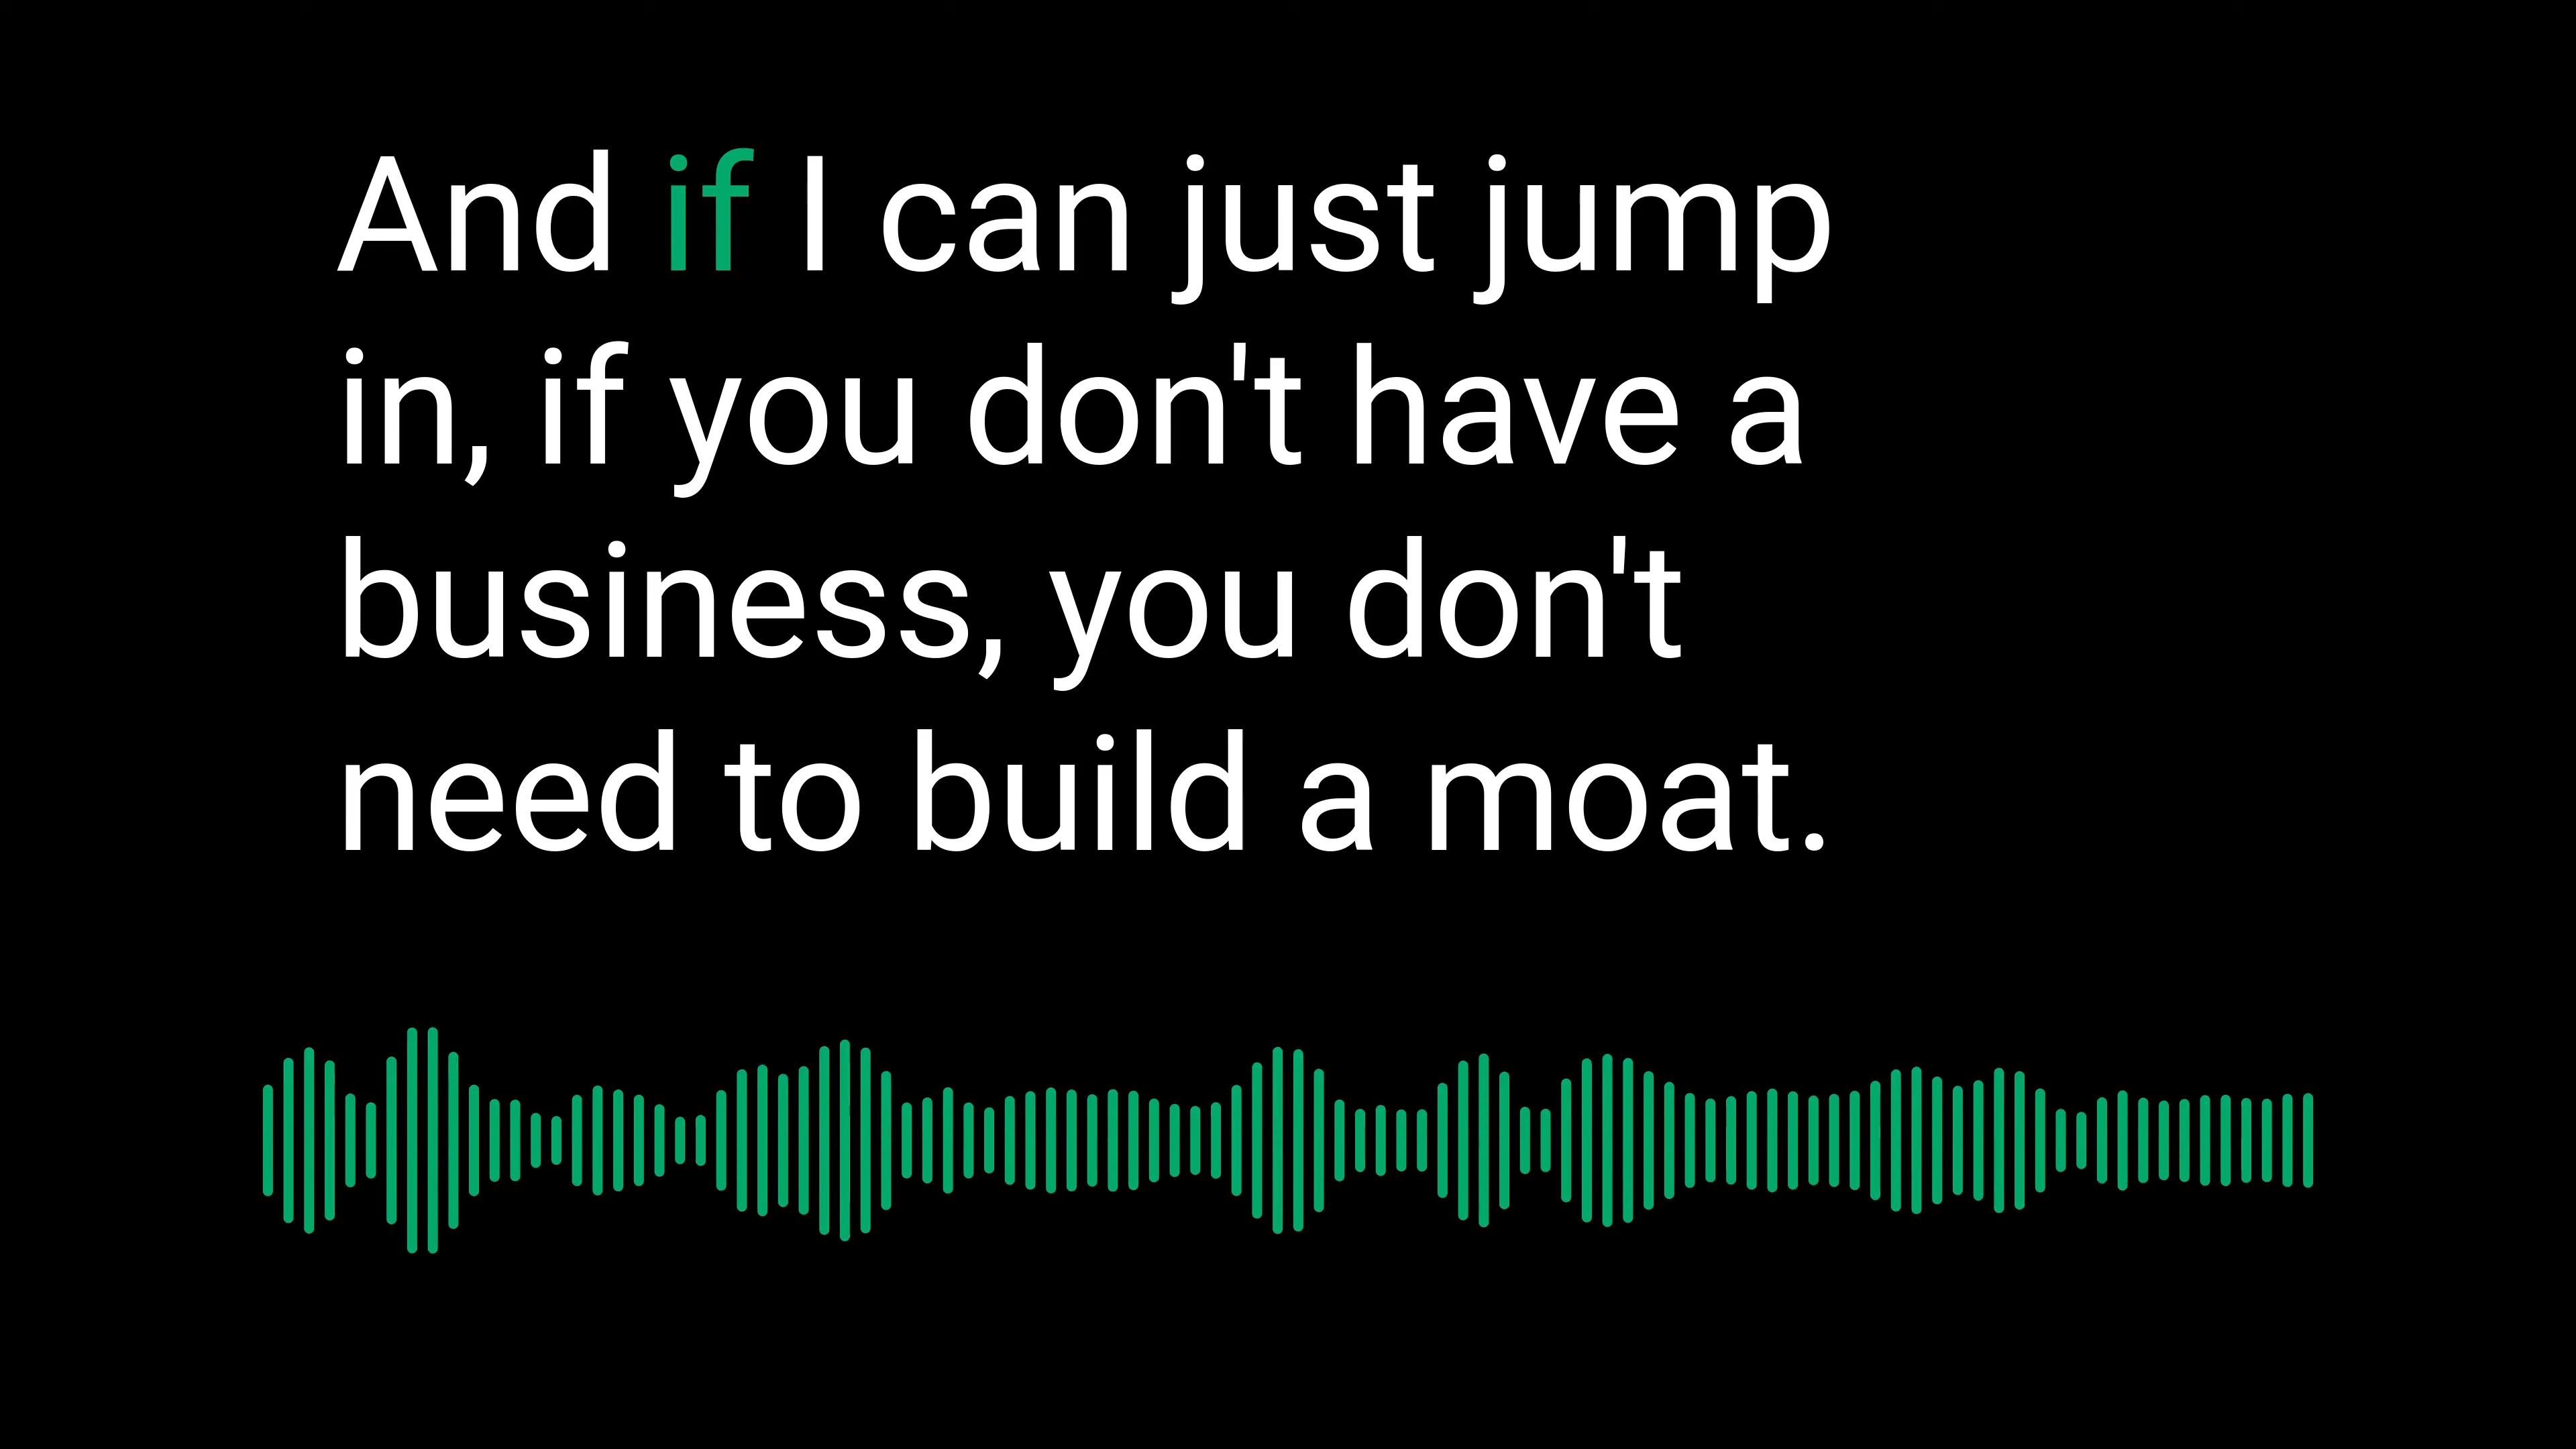 And if I can just jump
in, if you don't have a
business, you don't
need to build a moat.